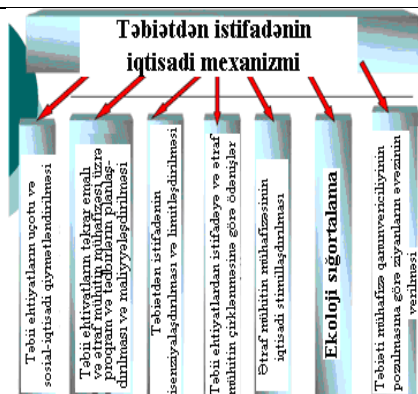 Təbiətdən istifadənin
iqtisadi mexanizmi
Təbii ehtiyatların uçotu və
sosial-iqtisadi qiymətləndirilməsi
Təbii ehtiyatların təkrar emalı
və ətraf mühitin mühafizəsi üzrə
proqram və tədbirlərin planlaş-
dırılması və maliyyələşdirilməsi
Təbiətdən istifadənin
isenziyalaşdırılması və limitləşdirilməsi
Təbii ehtiyatlardan istifadəyə və ətraf
mühitin çirklənməsinə görə ödənişlər
Ətraf mühitin mühafizəsinin
iqtisadi stimullaşdırılması
Ekoloji sığortalama
Təbiəti mühafizə qanunvericiliyinin
pozulmasına görə ziyanların əvəzinin
verilməsi